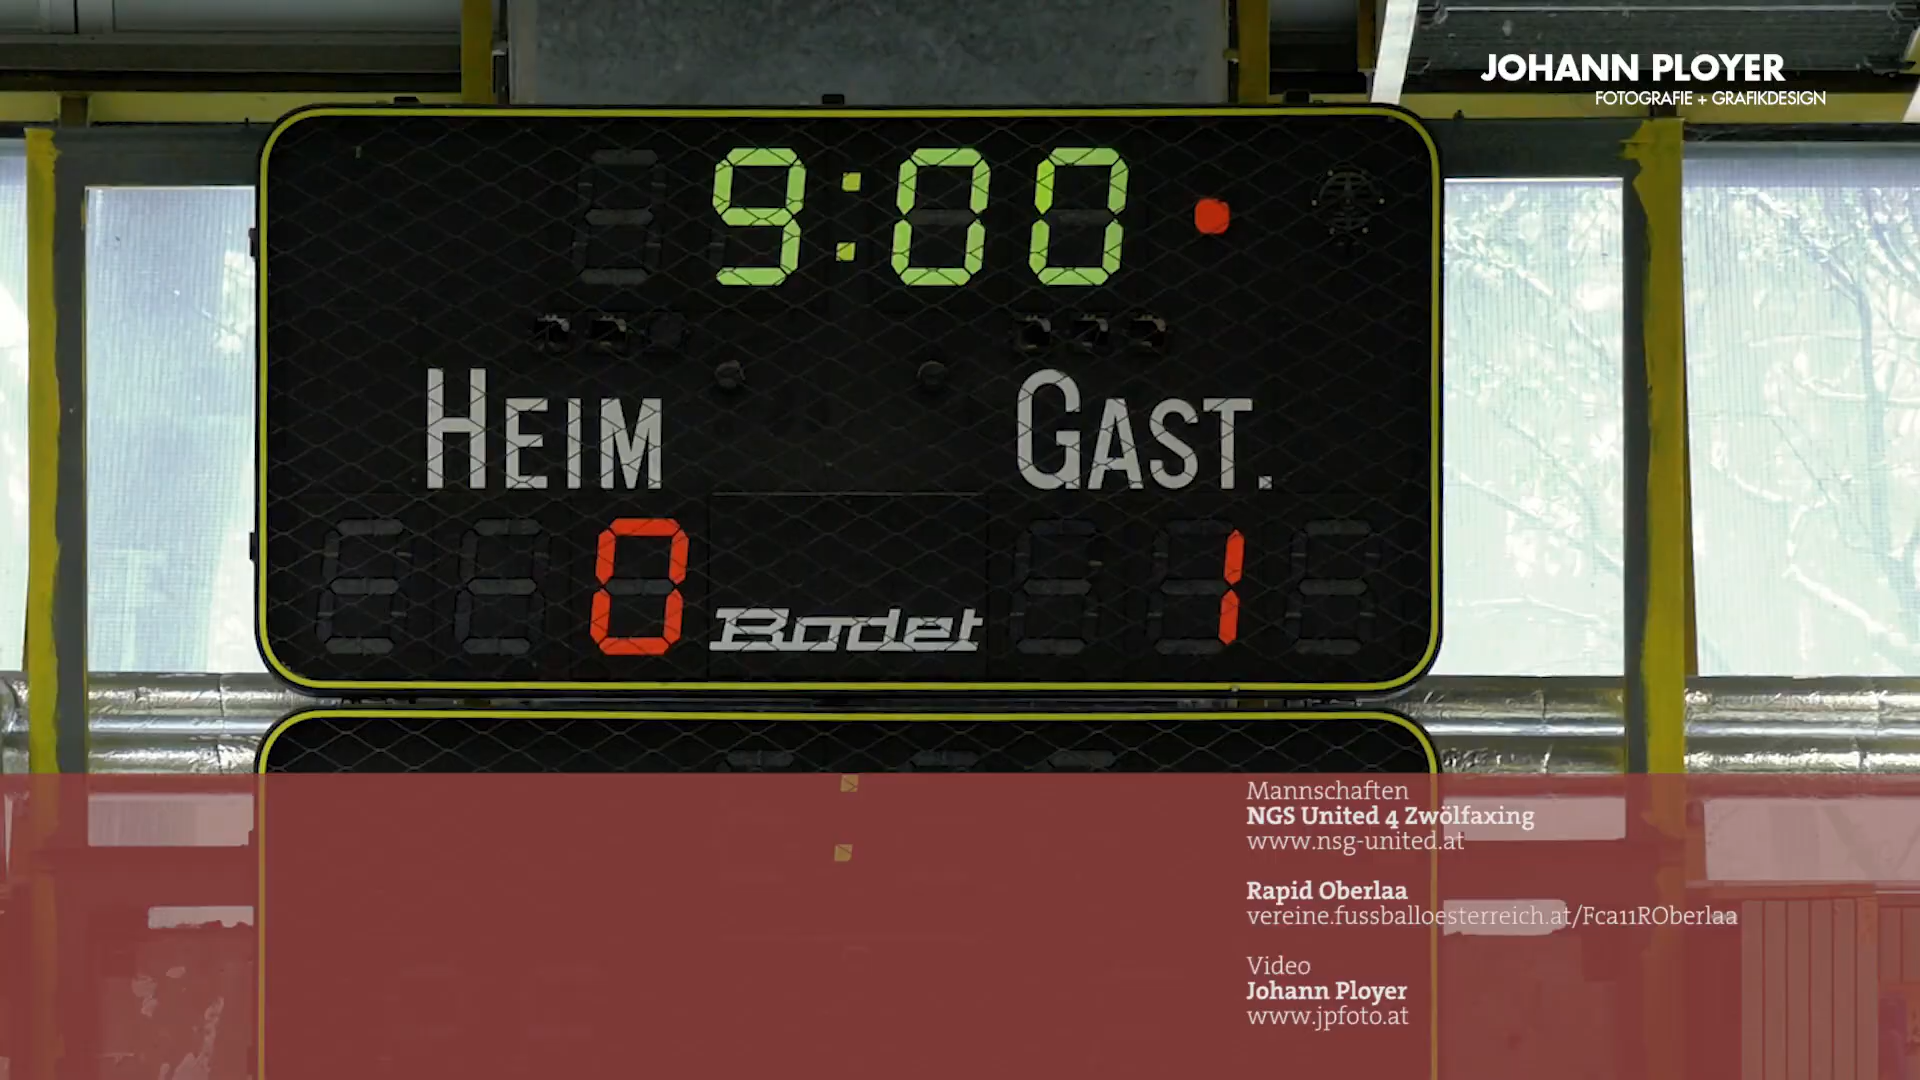 JOHANN PLOYER
FOTOGRAFIE + GRAFIKDESIGN
9:00
HEIM
GAST.
0
Bodet
1
Mannschaften
NGS United 4 Zwölfaxing
www.nsg-united.at
Rapid Oberlaa
vereine.fussballoesterreich.at/Fca11ROberlaa
Video
Johann Ployer
www.jpfoto.at